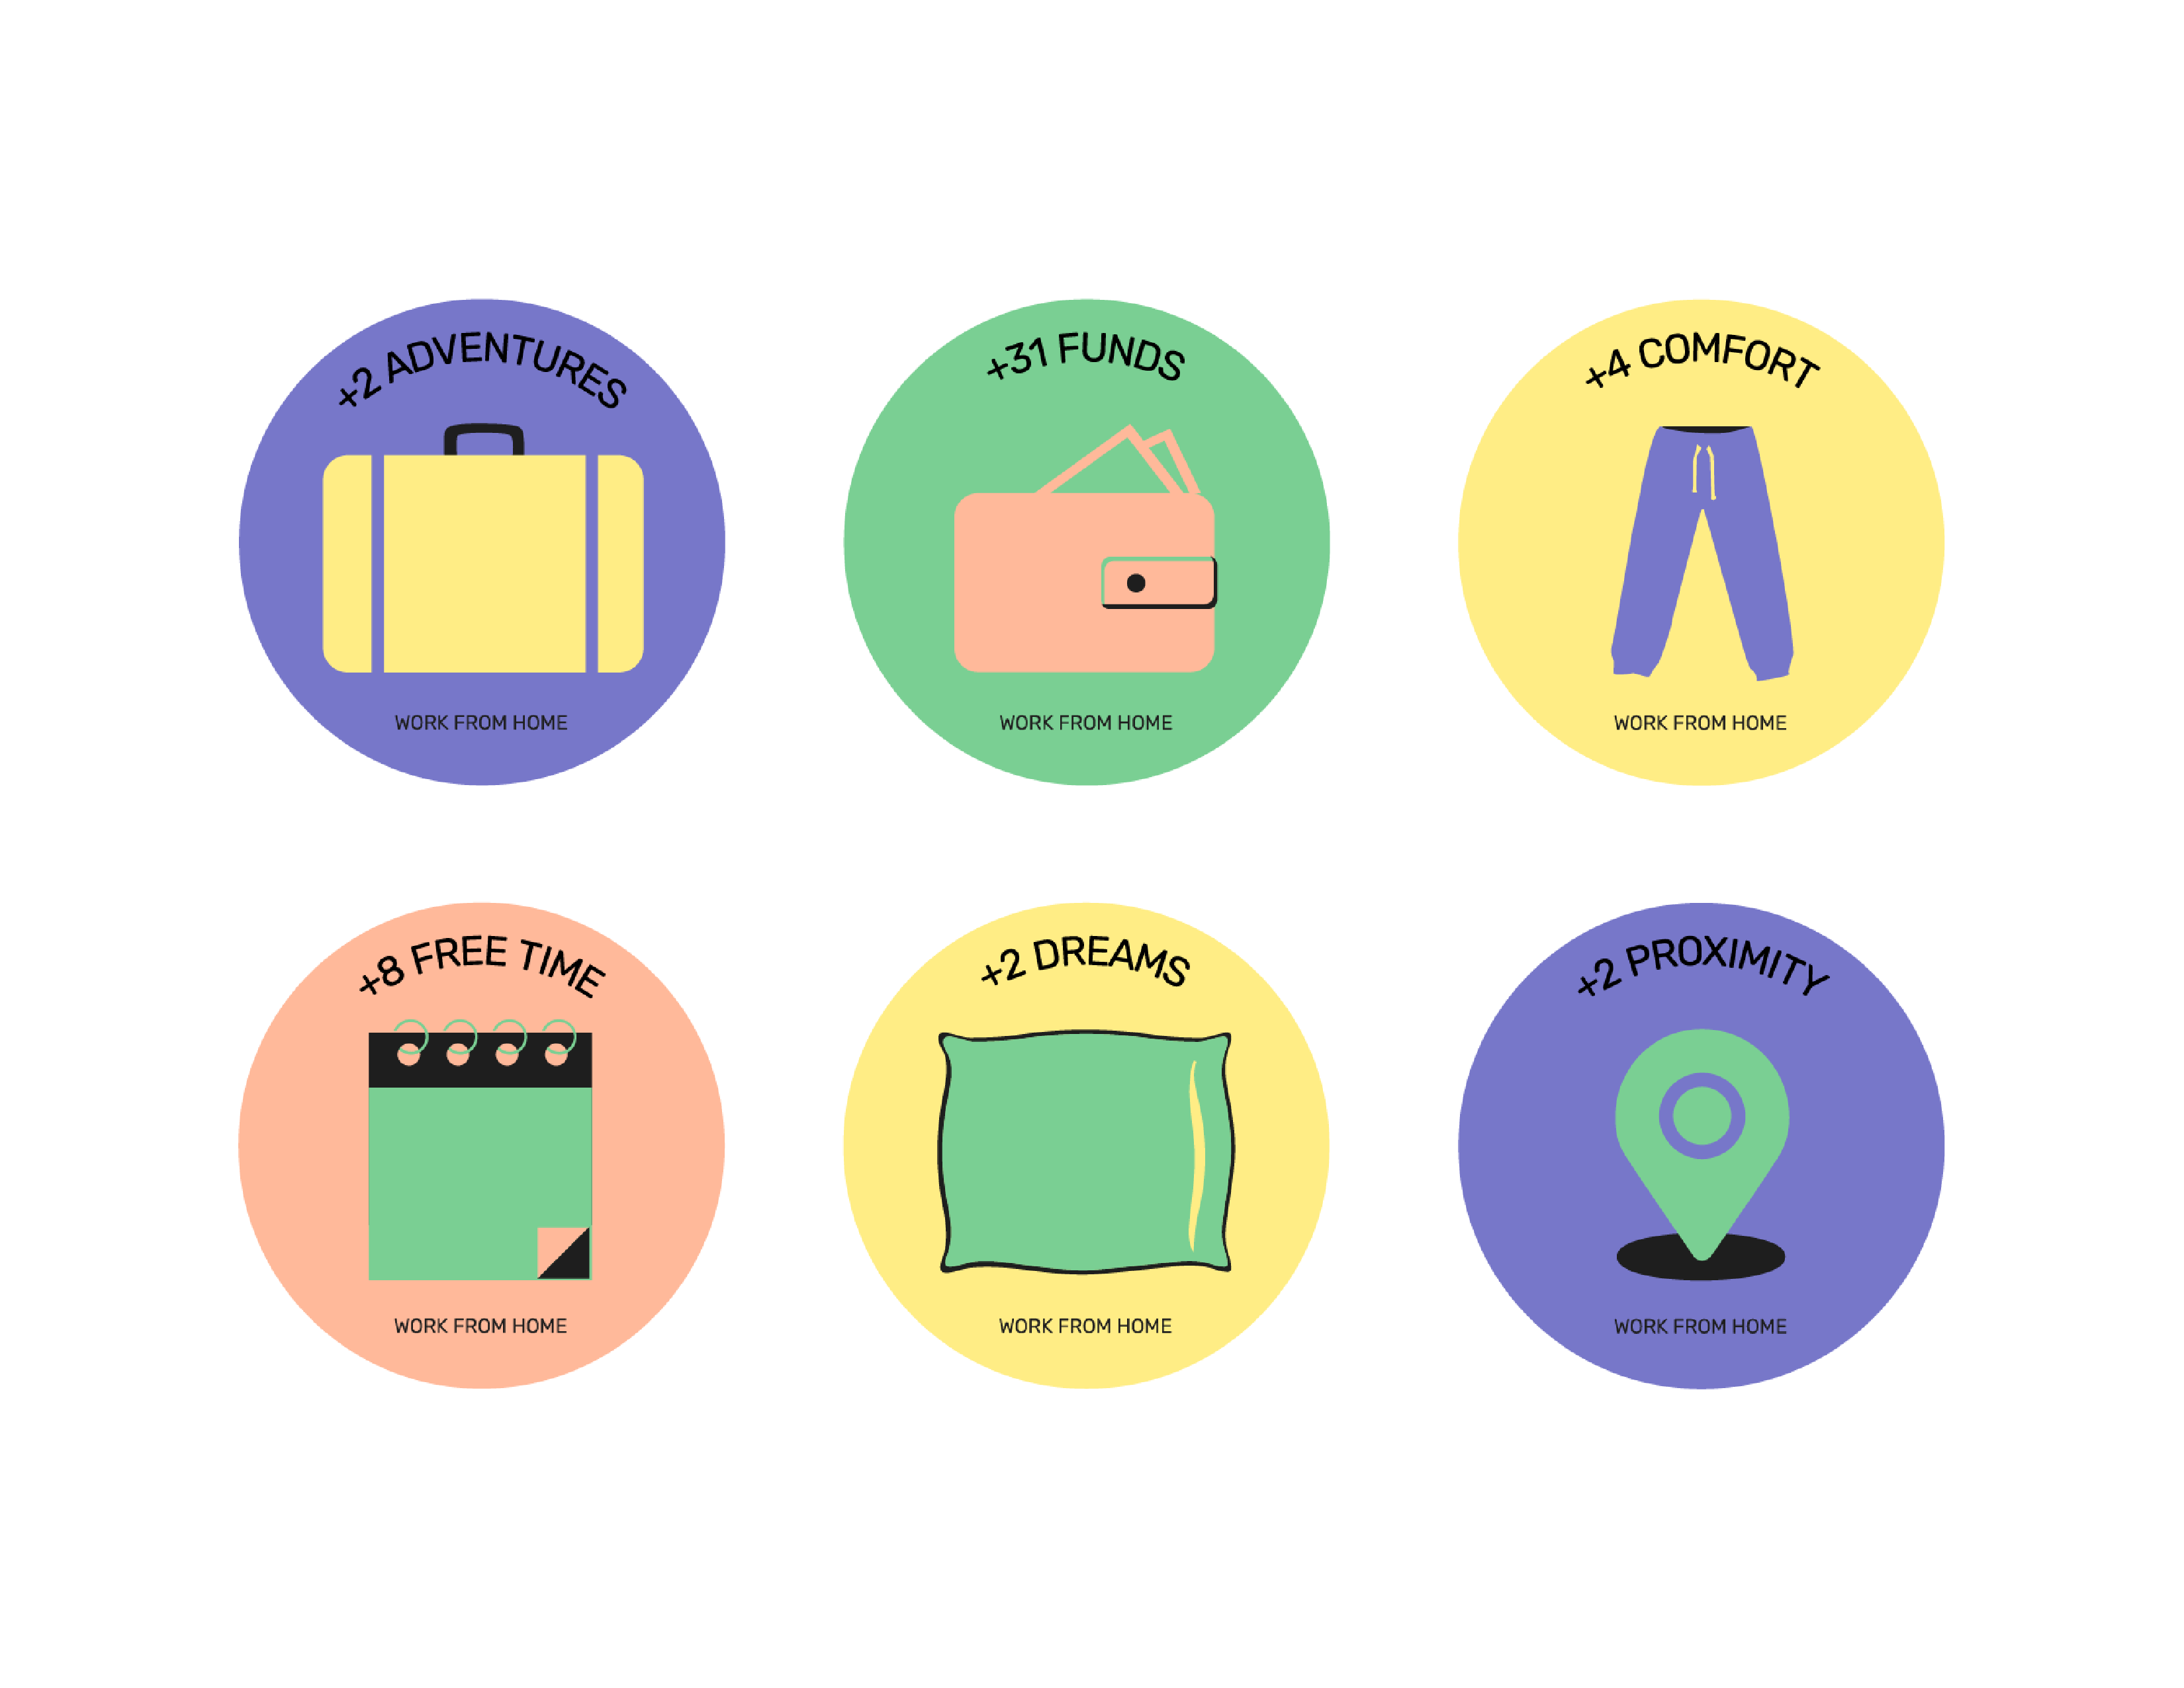 +2 ADVENTURES
WORK FROM HOME
+31 FUNDS
WORK FROM HOME
+4 COMFORT
WORK FROM HOME
+8 FREE TIME
WORK FROM HOME
+2 DREAMS
WORK FROM HOME
+2 PROXIMITY
WORK FROM HOME